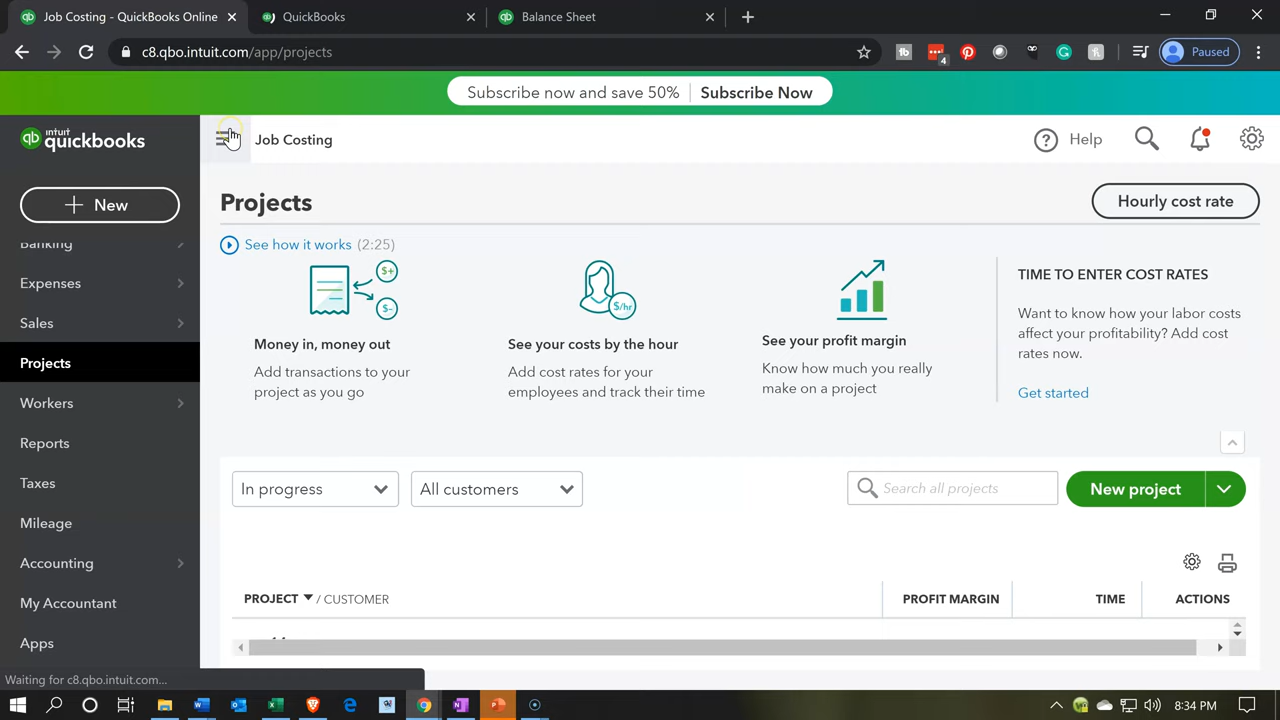 Job Costing - QuickBooks Online
QuickBooks
Balance Sheet
c8.qbo.intuit.com/app/projects
4
Paused
Subscribe now and save 50%
Subscribe Now
qb intuit quickbooks
Job Costing
Help
New
Projects
Hourly cost rate
See how it works (2:25)
Banking
Expenses
Sales
Projects
Workers
Reports
Taxes
Mileage
Accounting
My Accountant
Apps
$+
$-
Money in, money out
Add transactions to your
project as you go
$/hr
See your costs by the hour
Add cost rates for your
employees and track their time
See your profit margin
Know how much you really
make on a project
TIME TO ENTER COST RATES
Want to know how your labor costs
affect your profitability? Add cost
rates now.
Get started
In progress
All customers
Search all projects
New project
PROJECT / CUSTOMER
PROFIT MARGIN
TIME
ACTIONS
Waiting for c8.qbo.intuit.com...
8:34 PM